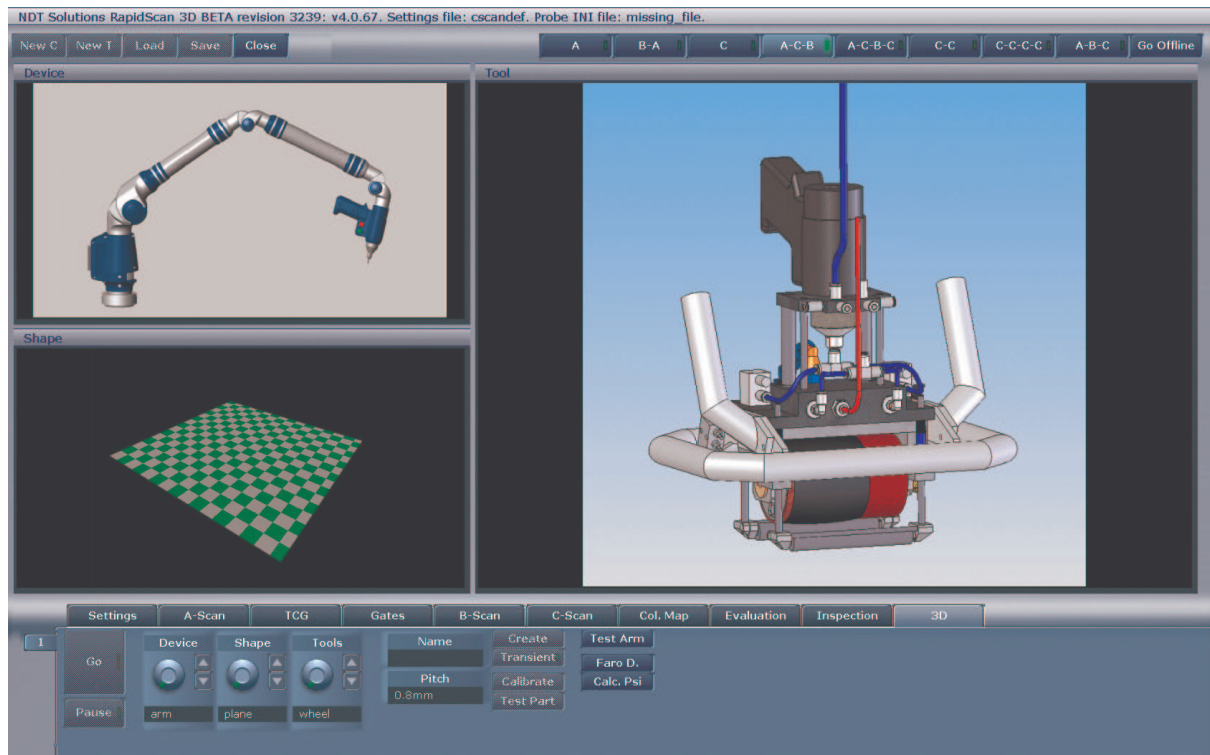 NDT Solutions RapidScan 3D BETA revision 3239: v4.0.67. Settings file: cscandef. Probe INI file: missing_file.
New C New T Load Save Close A B-A C A-C-B A-C-B-C C-C C-C-C-C A-B-C Go Offline
Device
Tool
Shape
Settings A-Scan TCG Gates B-Scan C-Scan Col. Map Evaluation Inspection 3D
1
Go
Pause
Device Shape Tools
arm plane wheel
Name
Pitch
0.8mm
Create
Transient
Calibrate
Test Part
Test Arm
Faro D.
Calc. Psi